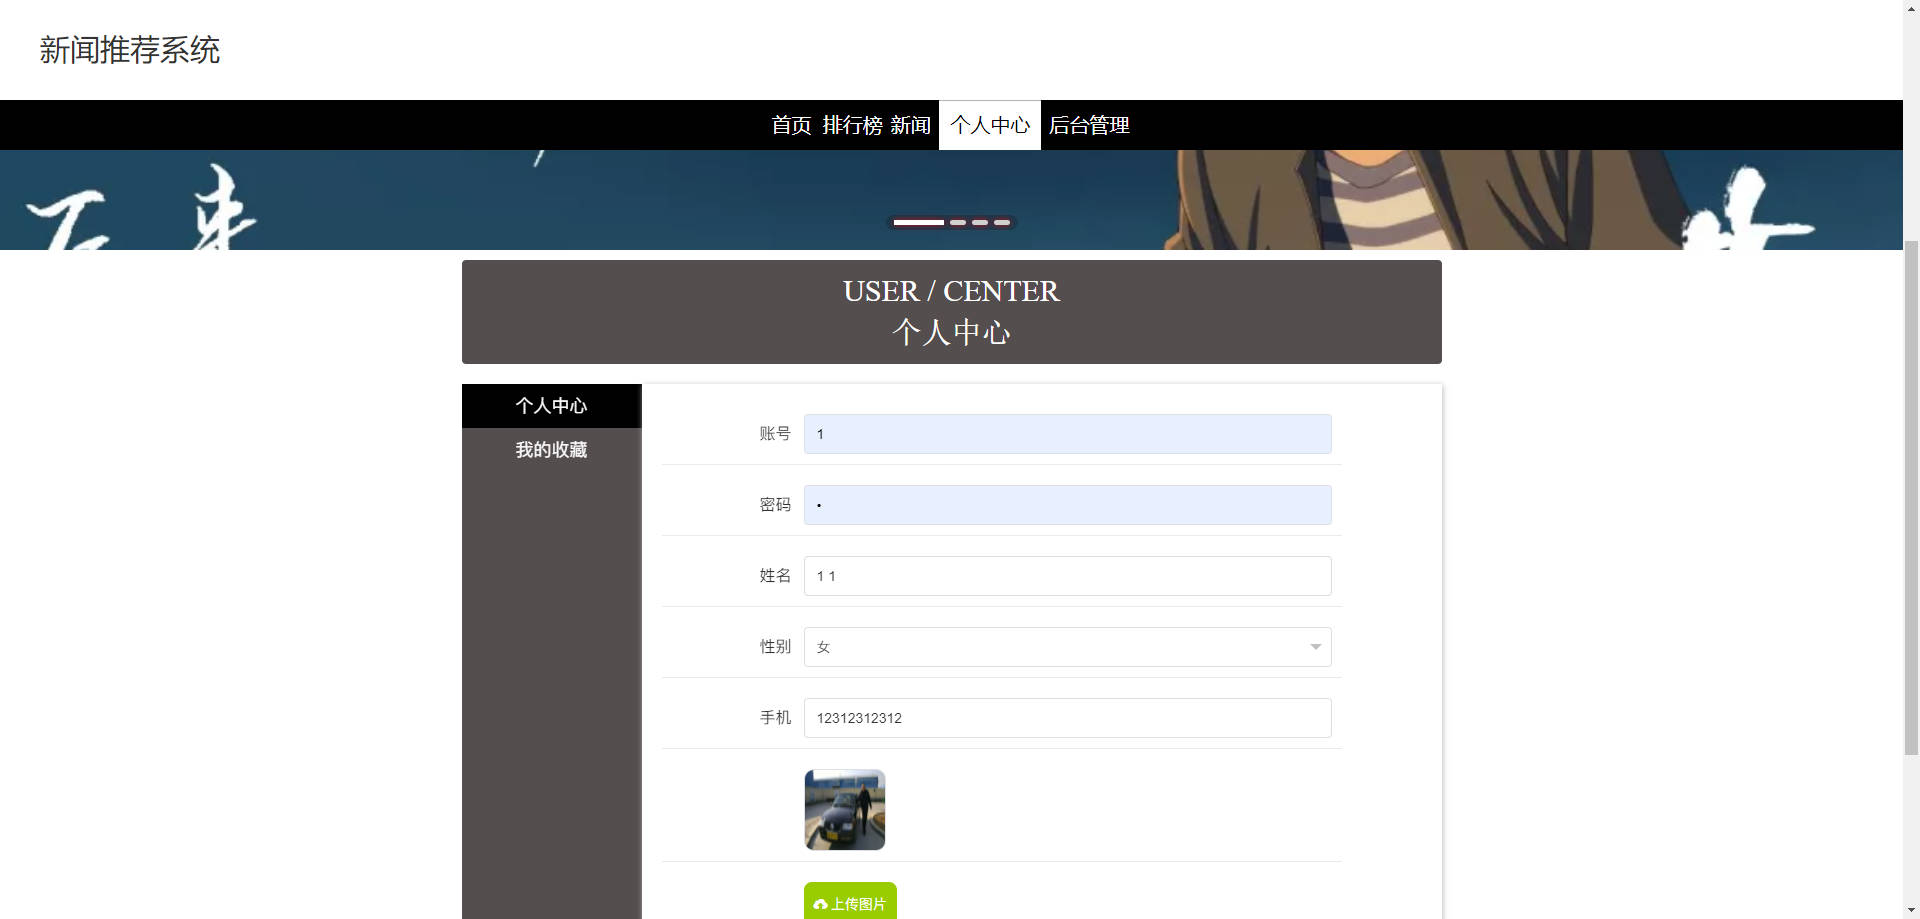 新闻推荐系统
首页 排行榜 新闻 个人中心 后台管理
USER / CENTER
个人中心
个人中心
我的收藏
账号 1
密码 •
姓名 1 1
性别 女
手机 12312312312
上传图片